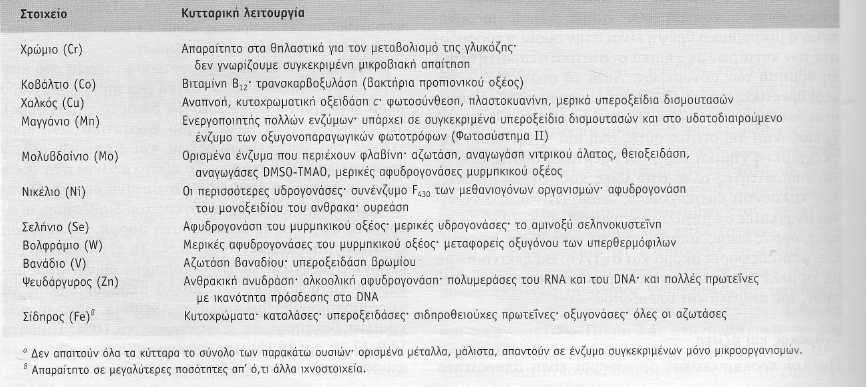 Στοιχείο Κυτταρική λειτουργία
Χρώμιο (Cr) Απαραίτητο στα θηλαστικά για τον μεταβολισμό της γλυκόζης·
δεν γνωρίζουμε συγκεκριμένη μικροβιακή απαίτηση
Κοβάλτιο (Co) Βιταμίνη B12· τρανσκαρβοξυλάση (βακτήρια προπιονικού οξέος)
Χαλκός (Cu) Αναπνοή, κυτοχρωματική οξειδάση c· φωτοσύνθεση, πλαστοκυανίνη, μερικά υπεροξείδια δισμουτασών
Μαγγάνιο (Mn) Ενεργοποιητής πολλών ενζύμων· υπάρχει σε συγκεκριμένα υπεροξείδια δισμουτασών και στο υδατοδιαιρούμενο
ένζυμο των οξυγονοπαραγωγικών φωτοτρόφων (Φωτοσύστημα II)
Μολυβδαίνιο (Mo) Ορισμένα ένζυμα που περιέχουν φλαβίνη· αζωτάση, αναγωγάση νιτρικού άλατος, θειοξειδάση,
αναγωγάσες DMSO-TMAO, μερικές αφυδρογονάσες μυρμηκικού οξέος
Νικέλιο (Ni) Οι περισσότερες υδρογονάσες· συνένζυμο F430 των μεθανιογόνων οργανισμών· αφυδρογονάση
του μονοξειδίου του ανθρακα· ουρεάση
Σελήνιο (Se) Αφυδρογονάση του μυρμηκικού οξέος· μερικές υδρογονάσες· το αμινοξύ σεληνοκυστεΐνη
Βολφράμιο (W) Μερικές αφυδρογονάσες του μυρμηκικού οξέος· μεταφορείς οξυγόνου των υπερθερμόφιλων
Βανάδιο (V) Αζωτάση βαναδίου· υπεροξειδάση βρωμίου
Ψευδάργυρος (Zn) Ανθρακική ανυδράση· αλκοολική αφυδρογονάση· πολυμεράσες του RNA και του DNA· και πολλές πρωτεΐνες
με ικανότητα πρόσδεσης στο DNA
Σίδηρος (Fe)β Κυτοχρώματα· καταλάσες· υπεροξειδάσες· σιδηροθειούχες πρωτεΐνες· οξυγονάσες· όλες οι αζωτάσες
α Δεν απαιτούν όλα τα κύτταρα το σύνολο των παρακάτω ουσιών· ορισμένα μέταλλα, μάλιστα, απαντούν σε ένζυμα συγκεκριμένων μόνο μικροοργανισμών.
β Απαραίτητο σε μεγαλύτερες ποσότητες απ' ό,τι άλλα ιχνοστοιχεία.